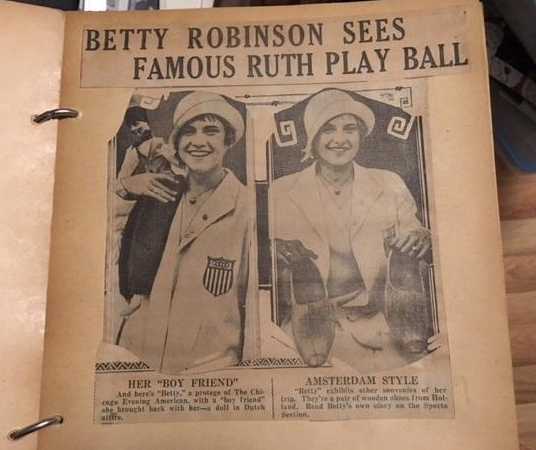 BETTY ROBINSON SEES
FAMOUS RUTH PLAY BALL
HER "BOY FRIEND"
And here's "Betty," a protege of The Chi-
cago Evening American, with a "boy friend"
she brought back with her—a doll in Dutch
attire.
AMSTERDAM STYLE
"Betty" exhibits other souvenirs of her
trip. They're a pair of wooden shoes from Hol-
land. Read Betty's own story on the Sports
Section.